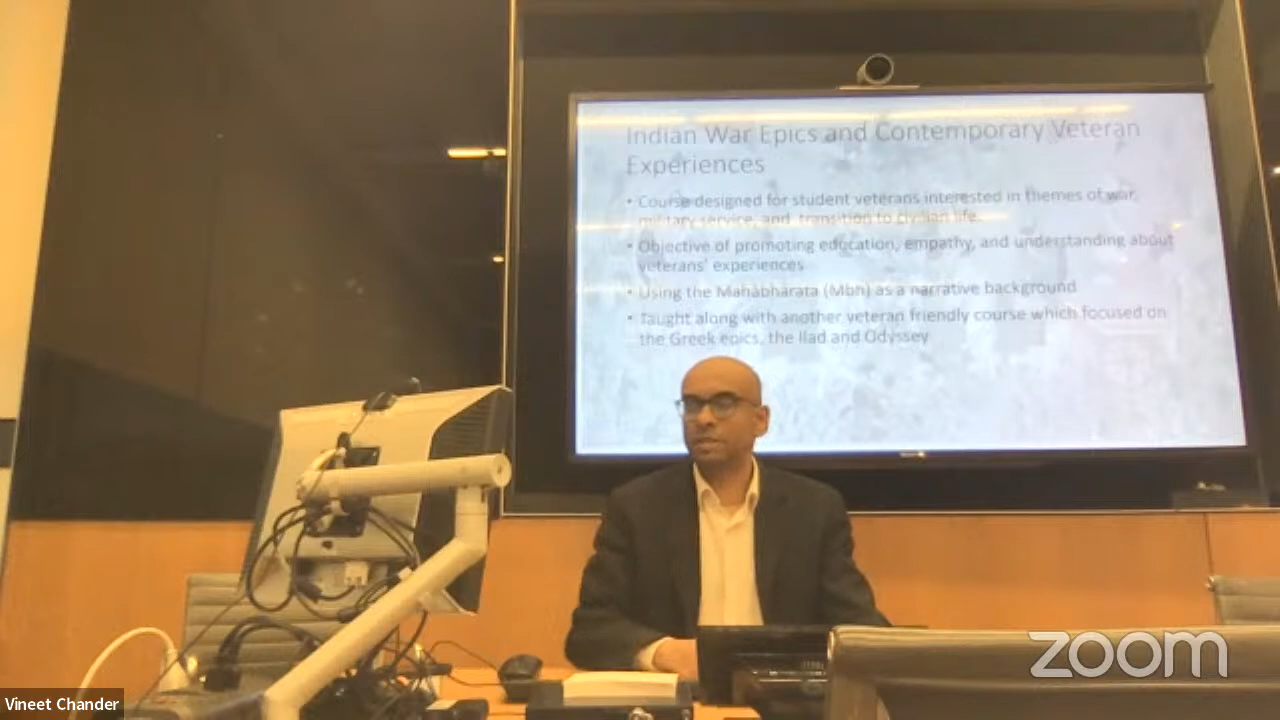 Indian War Epics and Contemporary Veteran
Experiences
• Course designed for student veterans interested in themes of war,
military service, and transition to civilian life.
• Objective of promoting education, empathy, and understanding about
veterans' experiences
• Using the Mahābhārata (Mbh) as a narrative background
• Taught along with another veteran friendly course which focused on
the Greek epics, the Iliad and Odyssey
zoom
Vineet Chander